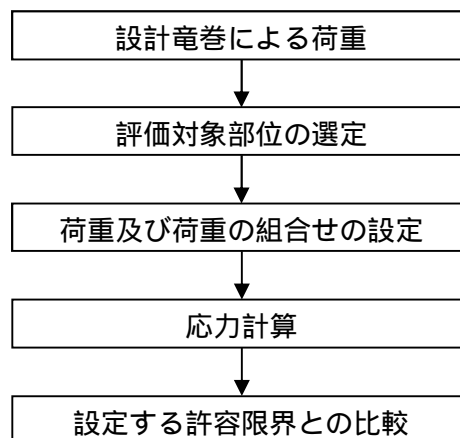 設計竜巻による荷重
評価対象部位の選定
荷重及び荷重の組合せの設定
応力計算
設定する許容限界との比較